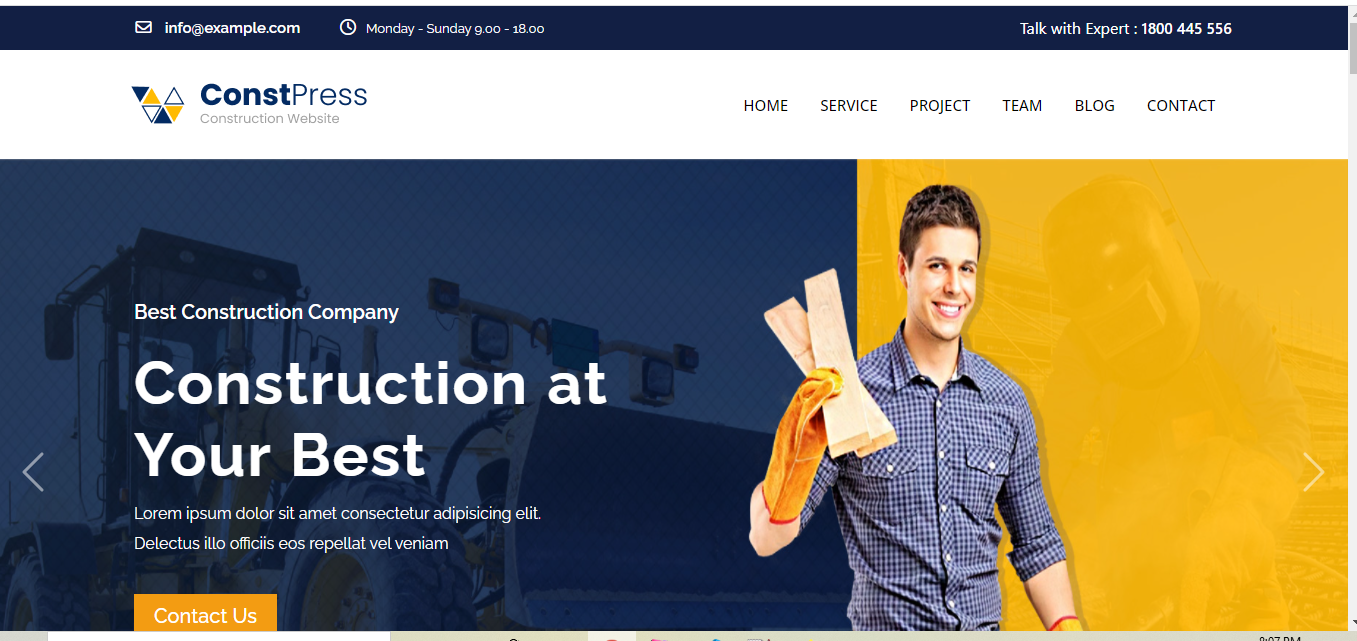 info@example.com
Monday - Sunday 9.00 - 18.00
Talk with Expert : 1800 445 556
ConstPress
Construction Website
HOME
SERVICE
PROJECT
TEAM
BLOG
CONTACT
Best Construction Company
Construction at
Your Best
Lorem ipsum dolor sit amet consectetur adipisicing elit.
Delectus illo officiis eos repellat vel veniam
Contact Us